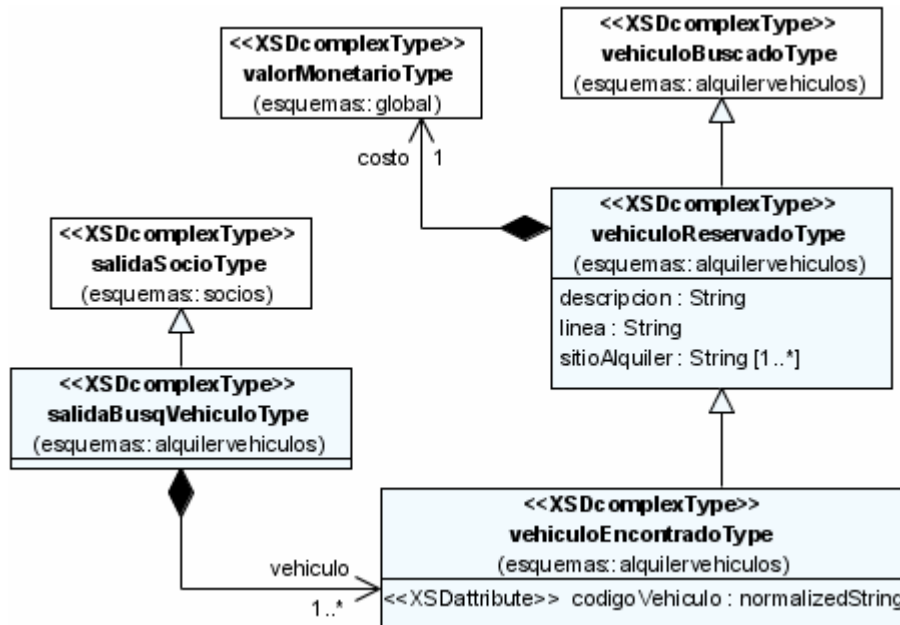 <<XSDcomplexType>>
valorMonetarioType
(esquemas::global)
<<XSDcomplexType>>
vehiculoBuscadoType
(esquemas::alquilervehiculos)
costo
1
<<XSDcomplexType>>
vehiculoReservadoType
(esquemas::alquilervehiculos)
descripcion : String
linea : String
sitioAlquiler : String [1..*]
<<XSDcomplexType>>
salidaSocioType
(esquemas::socios)
<<XSDcomplexType>>
salidaBusqVehiculoType
(esquemas::alquilervehiculos)
vehiculo
1..*
<<XSDcomplexType>>
vehiculoEncontradoType
(esquemas::alquilervehiculos)
<<XSDattribute>> codigoVehiculo : normalizedString